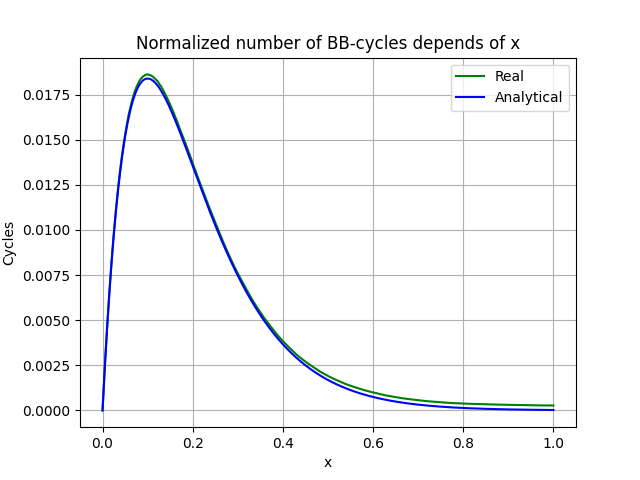 Normalized number of BB-cycles depends of x
Real
Analytical
0.0175
0.0150
0.0125
0.0100
0.0075
0.0050
0.0025
0.0000
Cycles
0.0
0.2
0.4
0.6
0.8
1.0
x